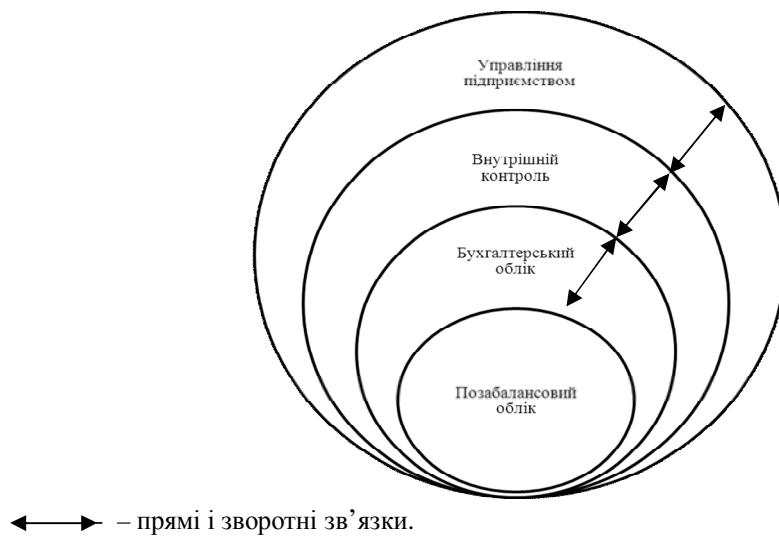 Управління
підприємством
Внутрішній
контроль
Бухгалтерський
облік
Позабалансовий
облік
– прямі і зворотні зв’язки.